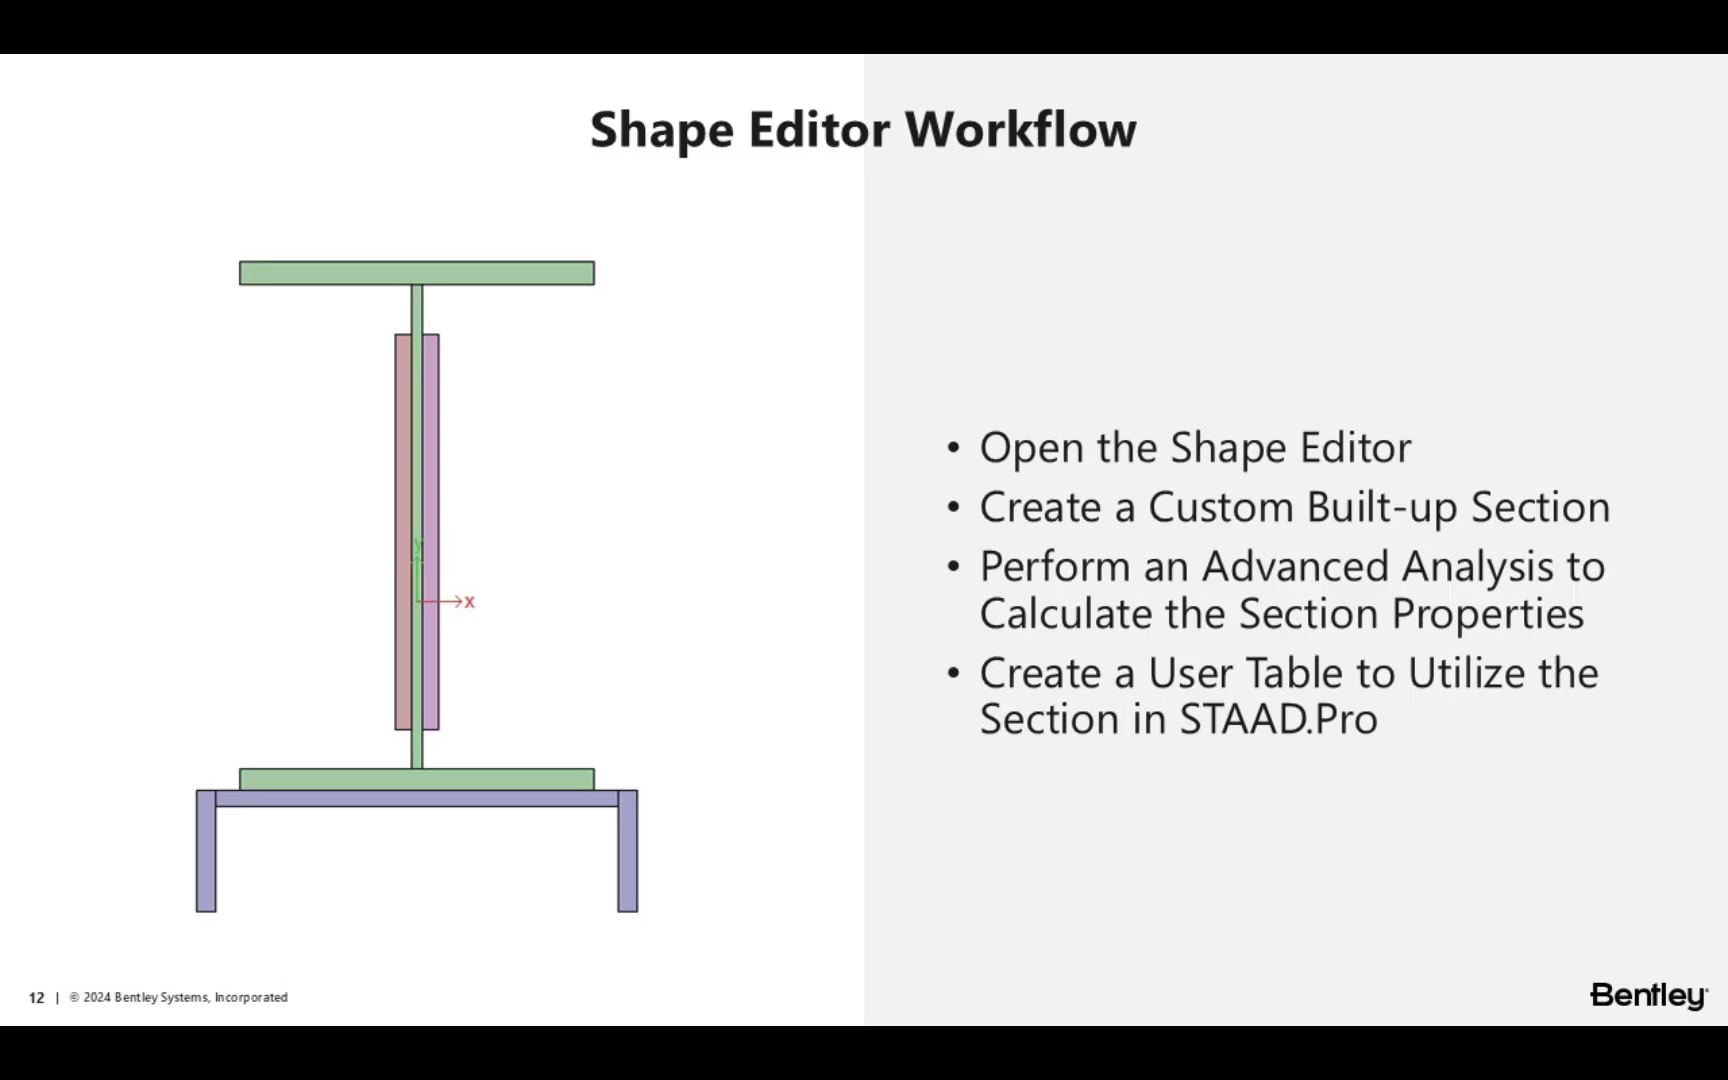 Shape Editor Workflow
y
x
• Open the Shape Editor
• Create a Custom Built-up Section
• Perform an Advanced Analysis to
Calculate the Section Properties
• Create a User Table to Utilize the
Section in STAAD.Pro
12 | © 2024 Bentley Systems, Incorporated
Bentley